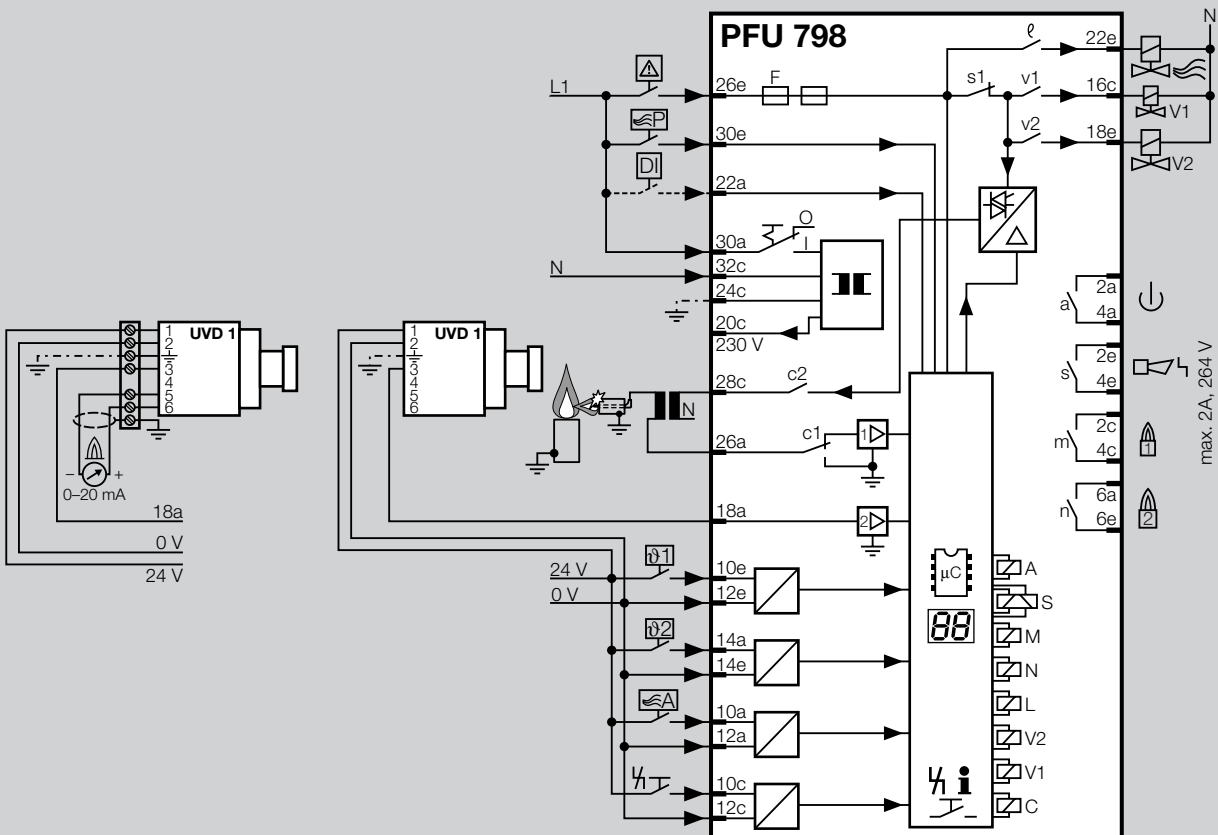 PFU 798
N
L1
26e
F
s1
v1
ℓ
22e
16c
V1
P
30e
v2
18e
V2
DI
22a
30a
O
I
N
32c
24c
20c
230 V
a
2a
4a
s
2e
4e
m
2c
4c
1
n
6a
6e
2
max. 2A, 264 V
1
2
3
4
5
6
UVD 1
– +
0–20 mA
18a
0 V
24 V
1
2
3
4
5
6
UVD 1
28c
c2
N
26a
c1
1
18a
2
24 V
ϑ1
10e
0 V
12e
ϑ2
14a
14e
A
10a
12a
10c
12c
µC
88
i
A
S
M
N
L
V2
V1
C